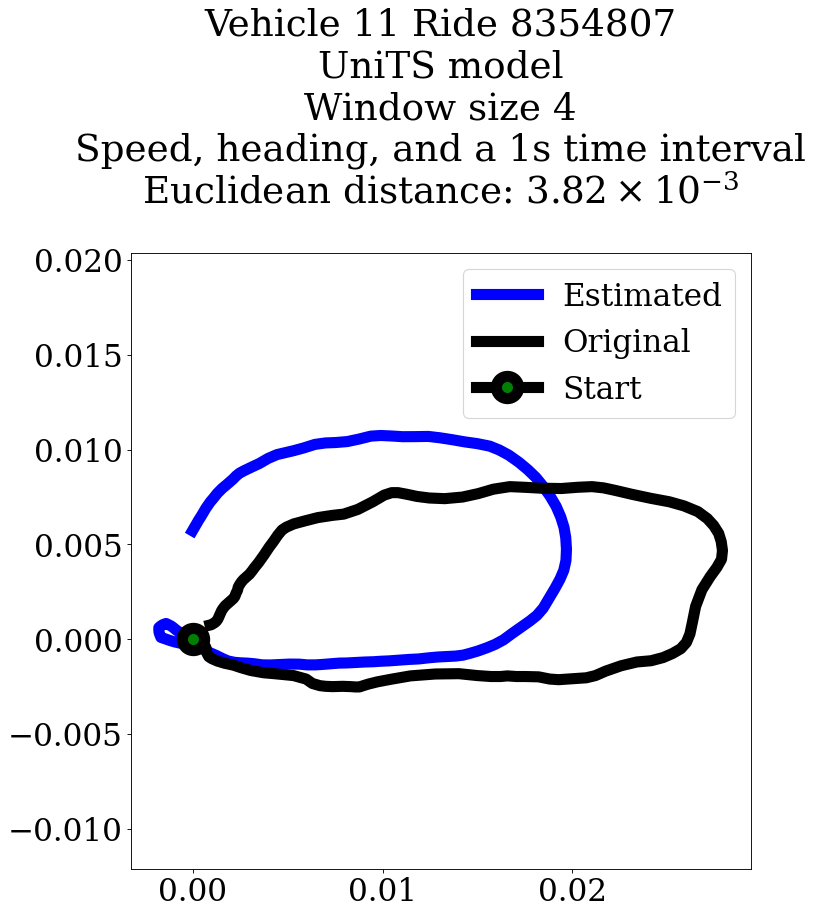 Vehicle 11 Ride 8354807
UniTS model
Window size 4
Speed, heading, and a 1s time interval
Euclidean distance: 3.82 × 10⁻³
0.020
0.015
0.010
0.005
0.000
−0.005
−0.010
Estimated
Original
Start
0.00 0.01 0.02